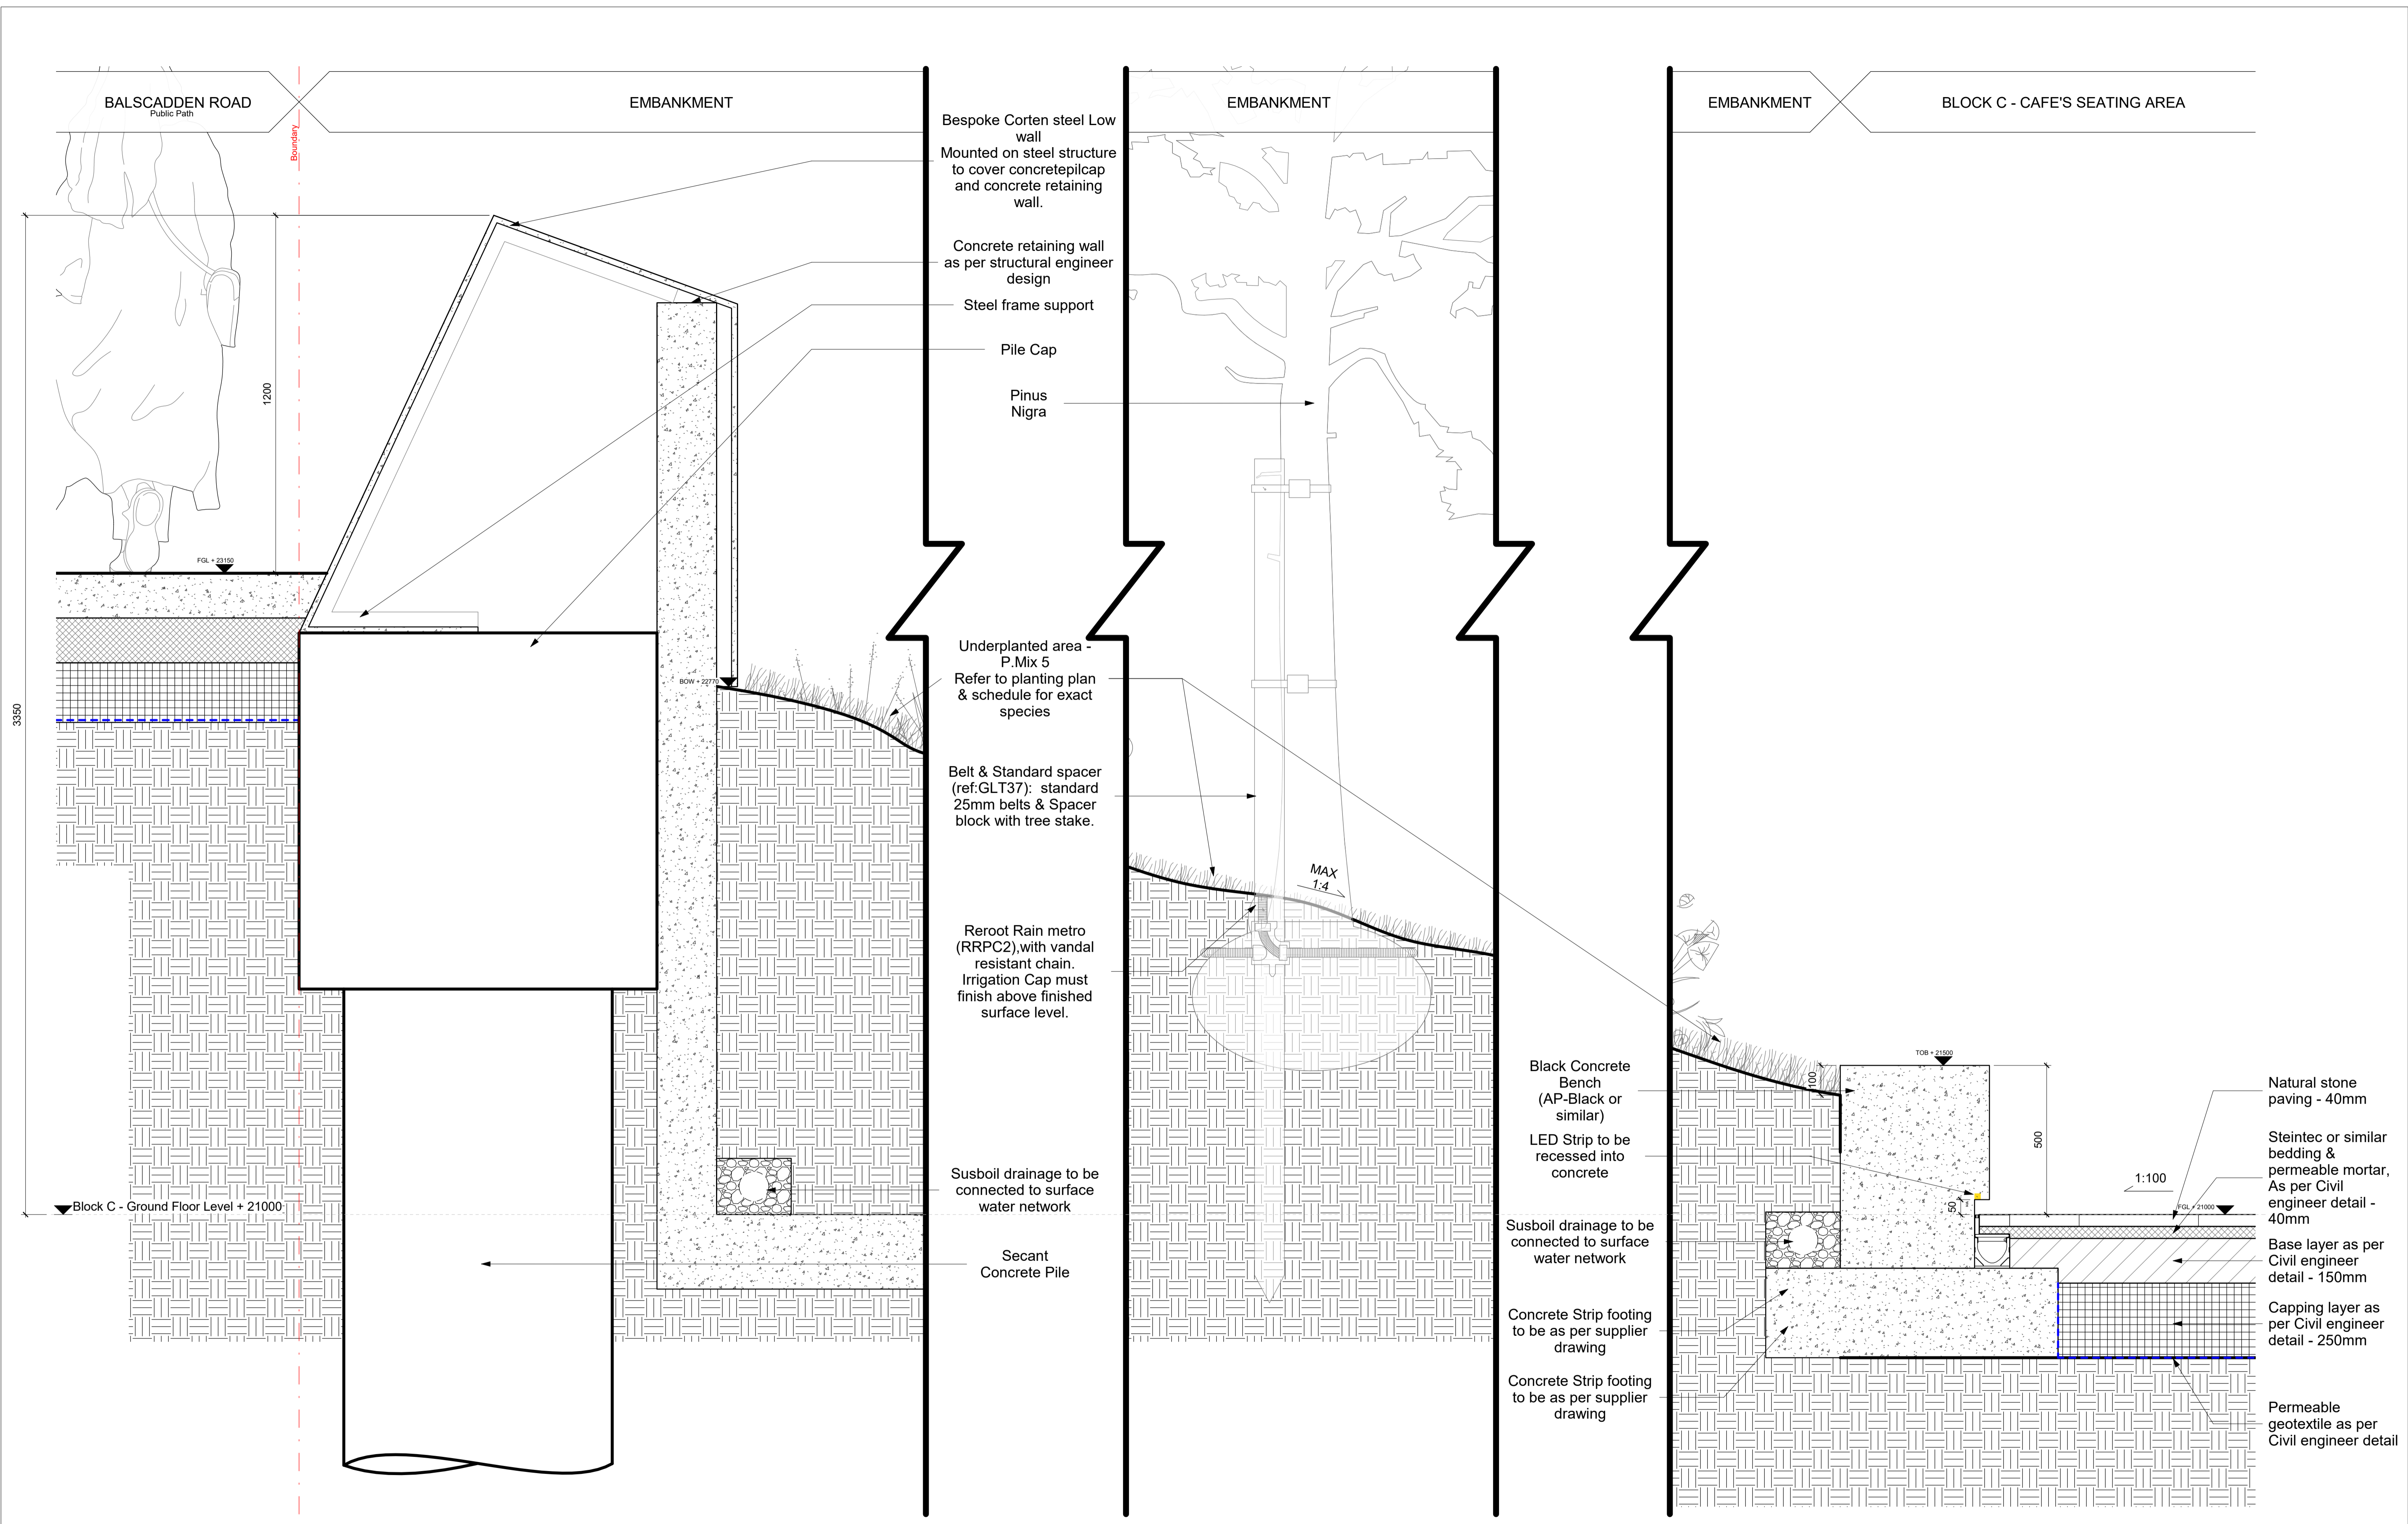 BALSCADDEN ROAD
Public Path
EMBANKMENT
EMBANKMENT
EMBANKMENT
BLOCK C - CAFE'S SEATING AREA
Boundary
Bespoke Corten steel Low
wall
Mounted on steel structure
to cover concretepilcap
and concrete retaining
wall.
Concrete retaining wall
as per structural engineer
design
Steel frame support
Pile Cap
Pinus
Nigra
1200
3350
FGL + 23150
BOW + 22770
Underplanted area -
P.Mix 5
Refer to planting plan
& schedule for exact
species
Belt & Standard spacer
(ref:GLT37): standard
25mm belts & Spacer
block with tree stake.
MAX
1:4
Reroot Rain metro
(RRPC2),with vandal
resistant chain.
Irrigation Cap must
finish above finished
surface level.
Susboil drainage to be
connected to surface
water network
Block C - Ground Floor Level + 21000
Secant
Concrete Pile
Black Concrete
Bench
(AP-Black or
similar)
LED Strip to be
recessed into
concrete
Susboil drainage to be
connected to surface
water network
Concrete Strip footing
to be as per supplier
drawing
Concrete Strip footing
to be as per supplier
drawing
TOB + 21500
100
500
50
1:100
FGL + 21000
Natural stone
paving - 40mm
Steintec or similar
bedding &
permeable mortar,
As per Civil
engineer detail -
40mm
Base layer as per
Civil engineer
detail - 150mm
Capping layer as
per Civil engineer
detail - 250mm
Permeable
geotextile as per
Civil engineer detail